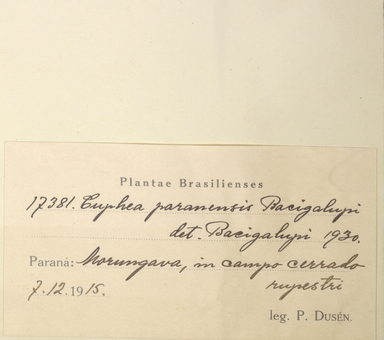 Plantae Brasilienses
17381. Cuphea paranensis Bacigalupi
det. Bacigalupi 1930.
Paraná: Morungava, in campo cerrado
rupestri
7.12.1915.
leg. P. DUSÉN.